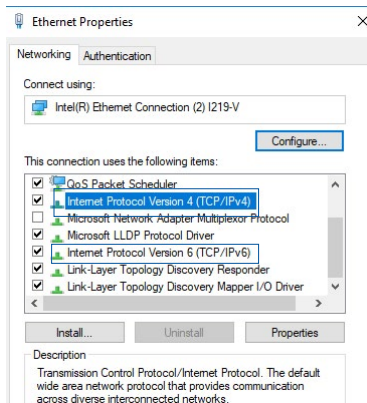 Ethernet Properties
Networking Authentication
Connect using:
Intel(R) Ethernet Connection (2) I219-V
Configure...
This connection uses the following items:
QoS Packet Scheduler
Internet Protocol Version 4 (TCP/IPv4)
Microsoft Network Adapter Multiplexor Protocol
Microsoft LLDP Protocol Driver
Internet Protocol Version 6 (TCP/IPv6)
Link-Layer Topology Discovery Responder
Link-Layer Topology Discovery Mapper I/O Driver
Install... Uninstall Properties
Description
Transmission Control Protocol/Internet Protocol. The default
wide area network protocol that provides communication
across diverse interconnected networks.